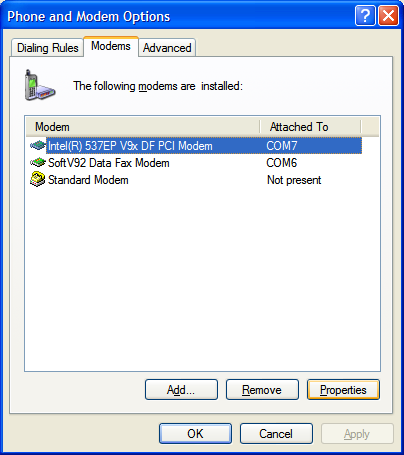 Phone and Modem Options
Dialing Rules Modems Advanced
The following modems are installed:
Modem Attached To
Intel(R) 537EP V9x DF PCI Modem COM7
SoftV92 Data Fax Modem COM6
Standard Modem Not present
Add... Remove Properties
OK Cancel Apply